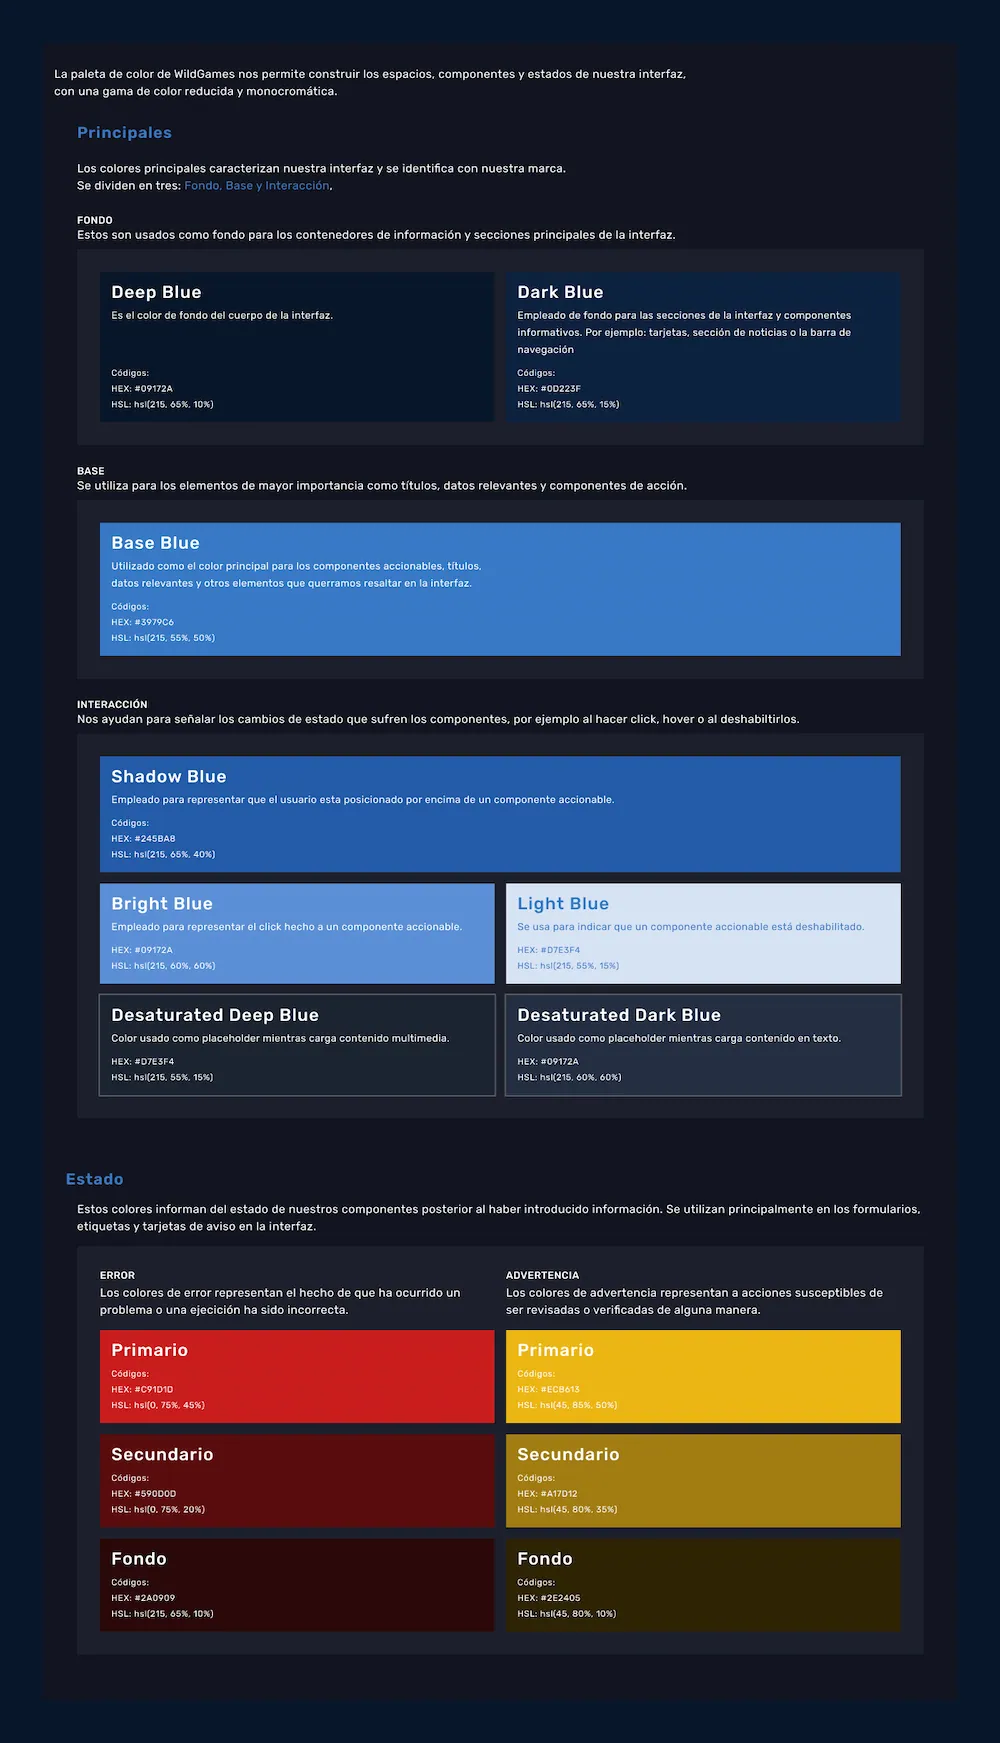 La paleta de color de WildGames nos permite construir los espacios, componentes y estados de nuestra interfaz,
con una gama de color reducida y monocromática.
Principales
Los colores principales caracterizan nuestra interfaz y se identifica con nuestra marca.
Se dividen en tres: Fondo, Base y Interacción.
FONDO
Estos son usados como fondo para los contenedores de información y secciones principales de la interfaz.
Deep Blue
Es el color de fondo del cuerpo de la interfaz.
Códigos:
HEX: #09172A
HSL: hsl(215, 65%, 10%)
Dark Blue
Empleado de fondo para las secciones de la interfaz y componentes
informativos. Por ejemplo: tarjetas, sección de noticias o la barra de
navegación
Códigos:
HEX: #0D223F
HSL: hsl(215, 65%, 15%)
BASE
Se utiliza para los elementos de mayor importancia como títulos, datos relevantes y componentes de acción.
Base Blue
Utilizado como el color principal para los componentes accionables, títulos,
datos relevantes y otros elementos que querramos resaltar en la interfaz.
Códigos:
HEX: #3979C6
HSL: hsl(215, 55%, 50%)
INTERACCIÓN
Nos ayudan para señalar los cambios de estado que sufren los componentes, por ejemplo al hacer click, hover o al deshabiltirlos.
Shadow Blue
Empleado para representar que el usuario esta posicionado por encima de un componente accionable.
Códigos:
HEX: #245BA8
HSL: hsl(215, 65%, 40%)
Bright Blue
Empleado para representar el click hecho a un componente accionable.
HEX: #09172A
HSL: hsl(215, 60%, 60%)
Light Blue
Se usa para indicar que un componente accionable está deshabilitado.
HEX: #D7E3F4
HSL: hsl(215, 55%, 15%)
Desaturated Deep Blue
Color usado como placeholder mientras carga contenido multimedia.
HEX: #D7E3F4
HSL: hsl(215, 55%, 15%)
Desaturated Dark Blue
Color usado como placeholder mientras carga contenido en texto.
HEX: #09172A
HSL: hsl(215, 60%, 60%)
Estado
Estos colores informan del estado de nuestros componentes posterior al haber introducido información. Se utilizan principalmente en los formularios,
etiquetas y tarjetas de aviso en la interfaz.
ERROR
Los colores de error representan el hecho de que ha ocurrido un
problema o una ejecición ha sido incorrecta.
Primario
Códigos:
HEX: #C91D1D
HSL: hsl(0, 75%, 45%)
Secundario
Códigos:
HEX: #590D0D
HSL: hsl(0, 75%, 20%)
Fondo
Códigos:
HEX: #2A0909
HSL: hsl(215, 65%, 10%)
ADVERTENCIA
Los colores de advertencia representan a acciones susceptibles de
ser revisadas o verificadas de alguna manera.
Primario
Códigos:
HEX: #ECB613
HSL: hsl(45, 85%, 50%)
Secundario
Códigos:
HEX: #A17D12
HSL: hsl(45, 80%, 35%)
Fondo
Códigos:
HEX: #2E2405
HSL: hsl(45, 80%, 10%)